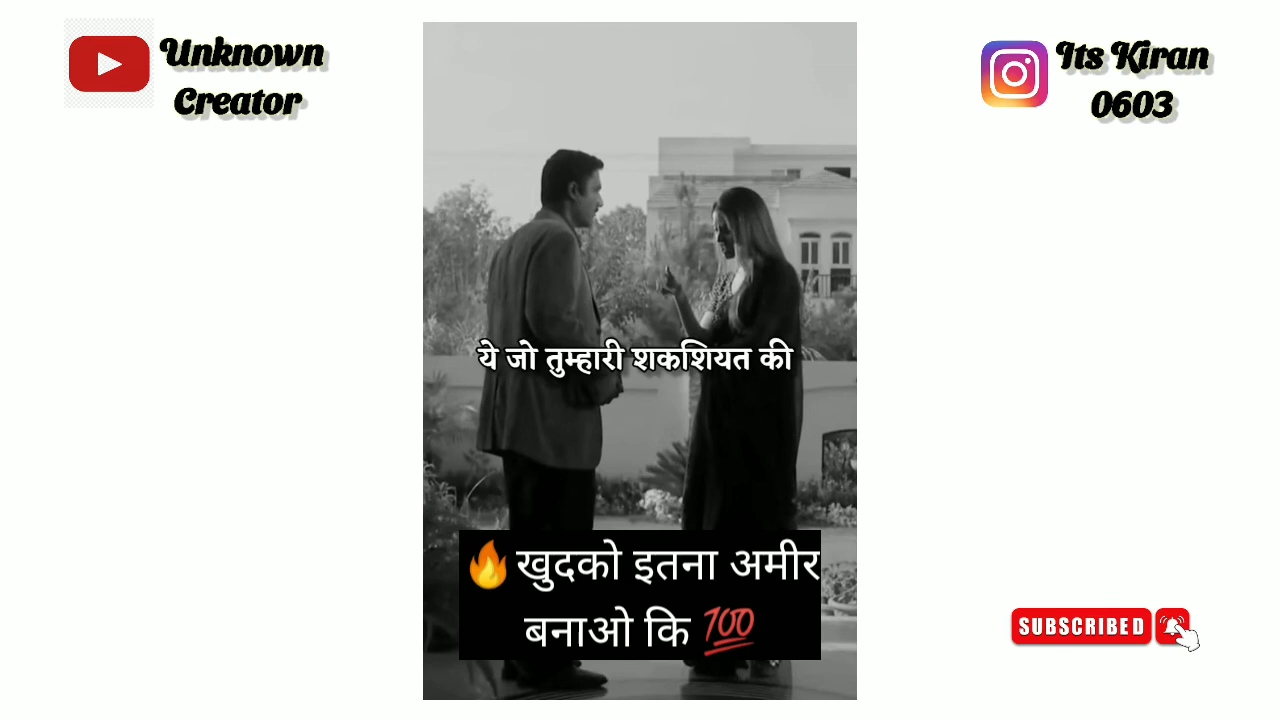 Unknown
Creator
Its Kiran
0603
ये जो तुम्हारी शकशियत की
🔥खुदको इतना अमीर
बनाओ कि 💯
SUBSCRIBED